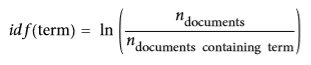 idf(term) = ln(n_documents / n_documents containing term)